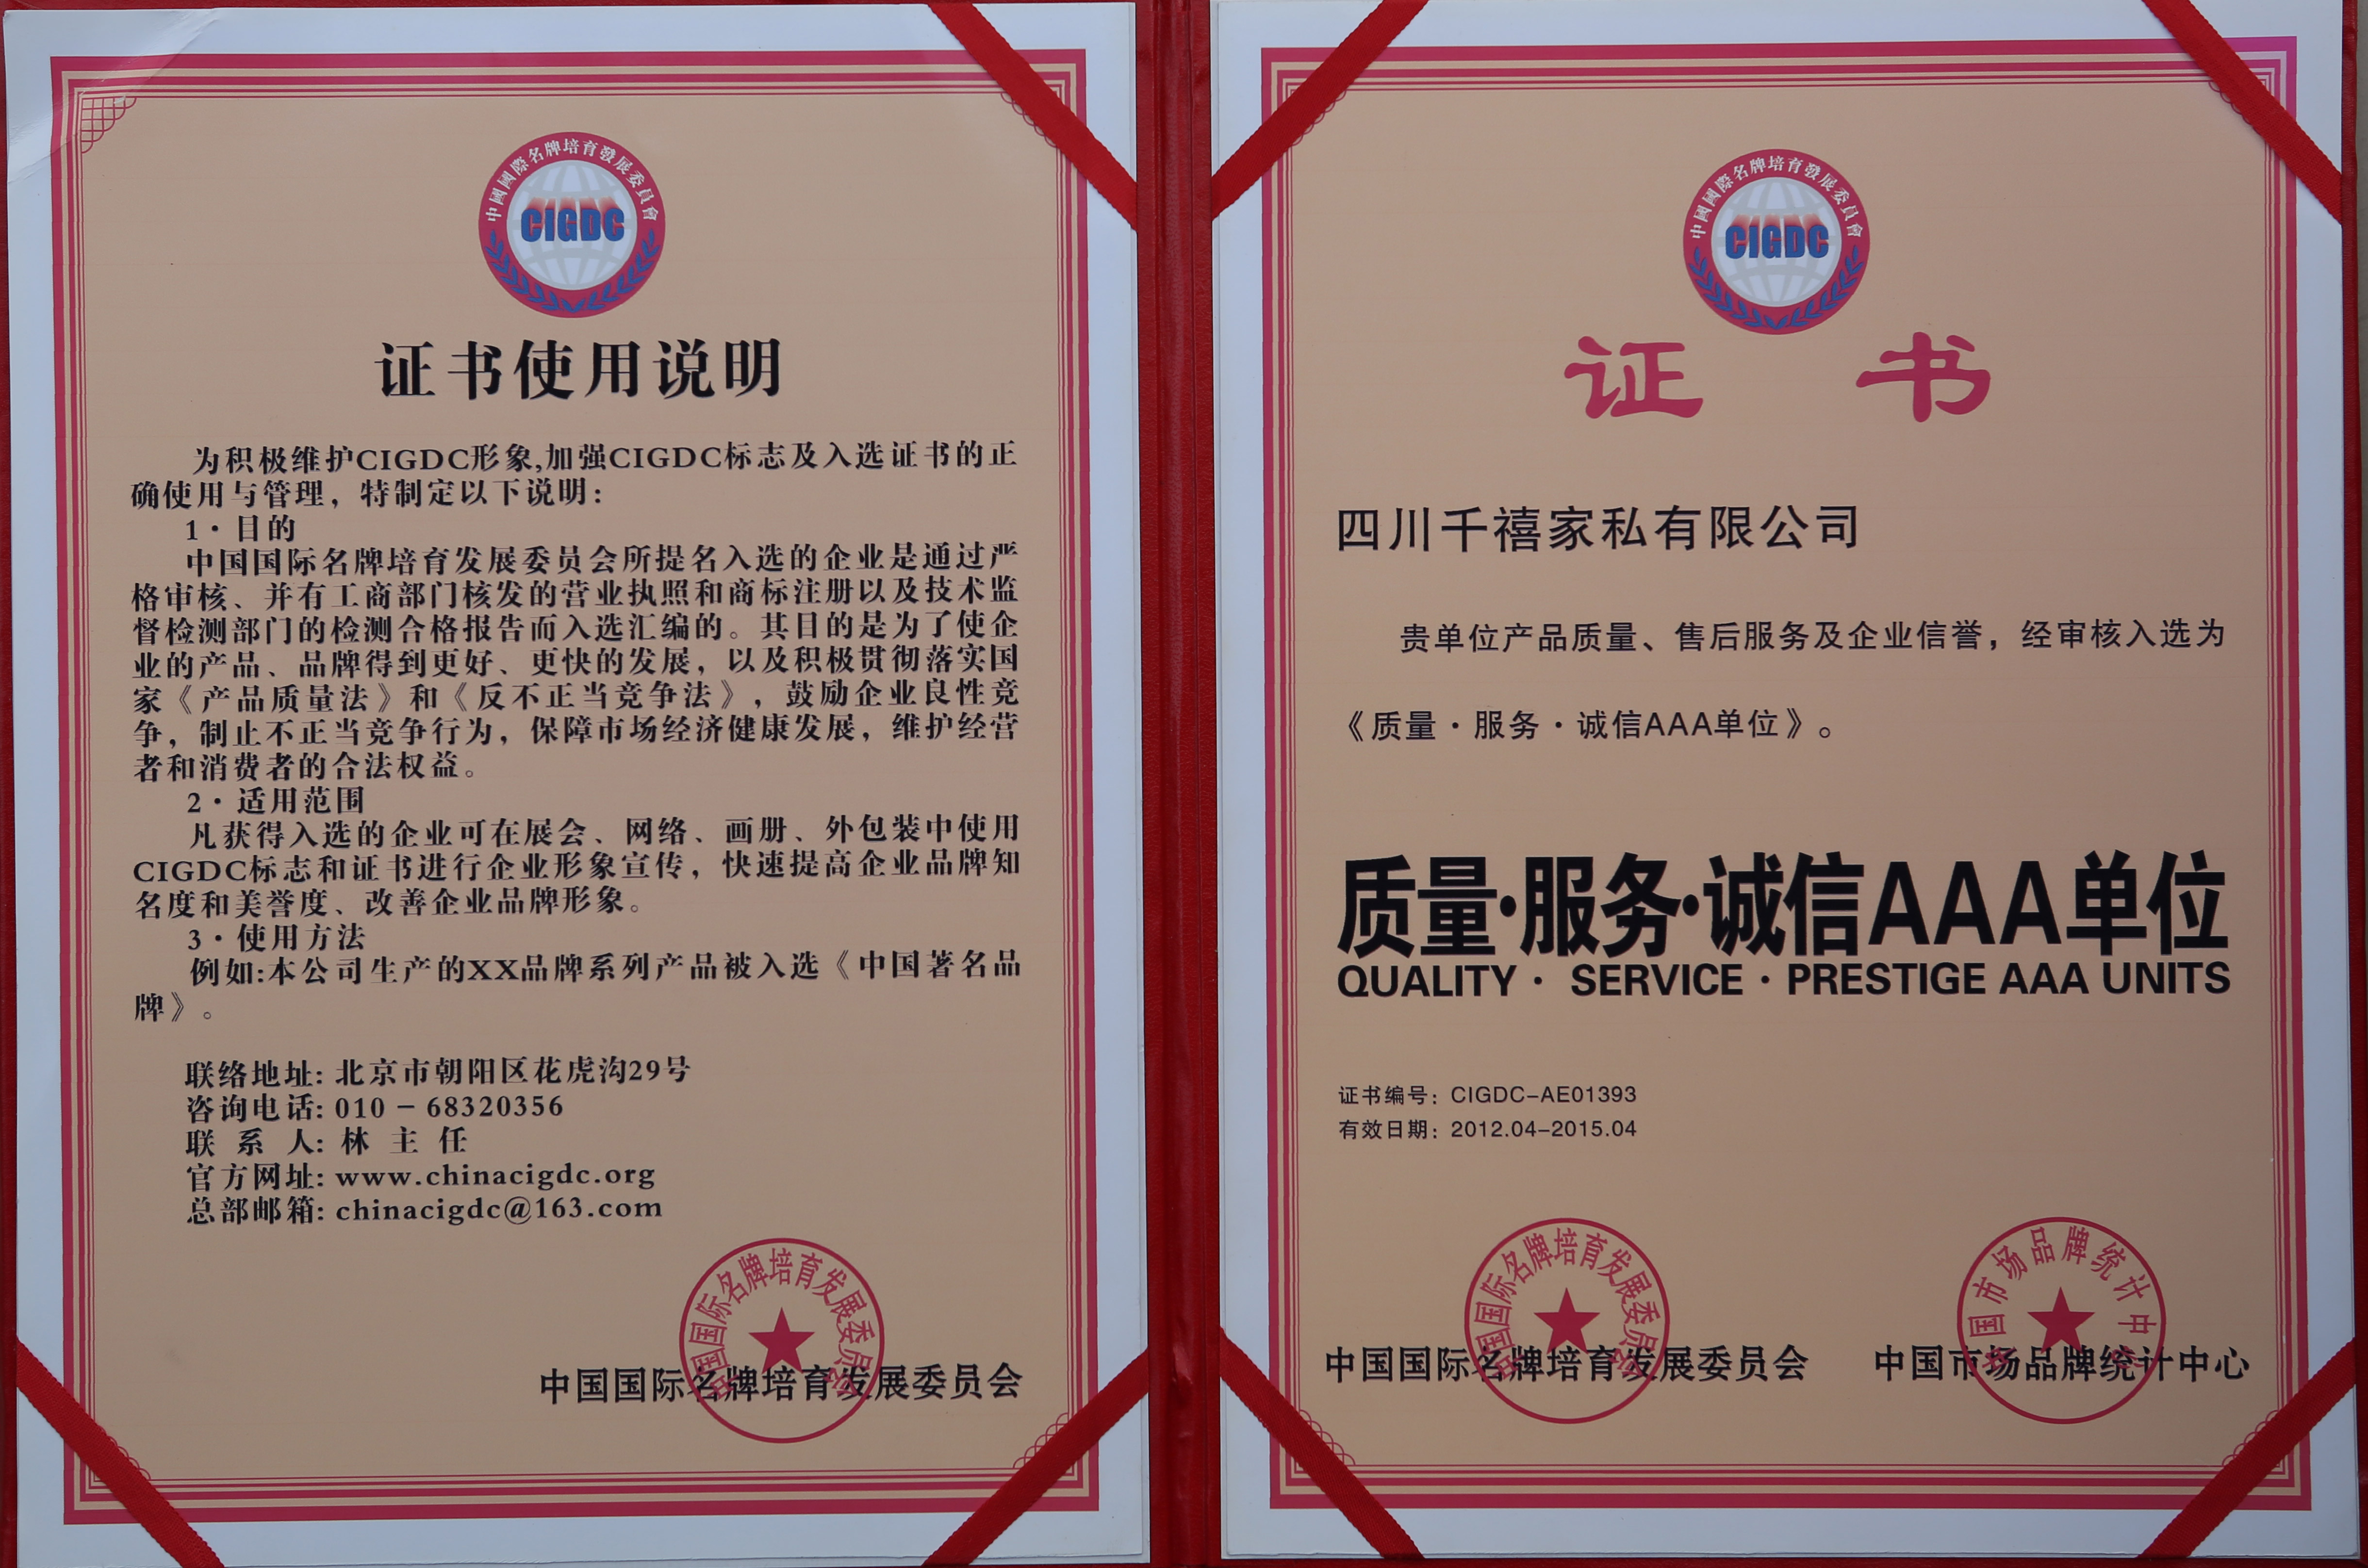 中國國際名牌培育發展委員會
CIGDC
证书使用说明
为积极维护CIGDC形象,加强CIGDC标志及入选证书的正
确使用与管理，特制定以下说明：
1·目的
中国国际名牌培育发展委员会所提名入选的企业是通过严
格审核、并有工商部门核发的营业执照和商标注册以及技术监
督检测部门的检测合格报告而入选汇编的。其目的是为了使企
业的产品、品牌得到更好、更快的发展，以及积极贯彻落实国
家《产品质量法》和《反不正当竞争法》，鼓励企业良性竞
争，制止不正当竞争行为，保障市场经济健康发展，维护经营
者和消费者的合法权益。
2·适用范围
凡获得入选的企业可在展会、网络、画册、外包装中使用
CIGDC标志和证书进行企业形象宣传，快速提高企业品牌知
名度和美誉度、改善企业品牌形象。
3·使用方法
例如:本公司生产的XX品牌系列产品被入选《中国著名品
牌》。
联络地址: 北京市朝阳区花虎沟29号
咨询电话: 010－68320356
联 系 人: 林 主 任
官方网址: www.chinacigdc.org
总部邮箱: chinacigdc@163.com
中国国际名牌培育发展委员会
中国国际名牌培育发展委员会
中國國際名牌培育發展委員會
CIGDC
证 书
四川千禧家私有限公司
贵单位产品质量、售后服务及企业信誉，经审核入选为
《质量·服务·诚信AAA单位》。
质量·服务·诚信AAA单位
QUALITY · SERVICE · PRESTIGE AAA UNITS
证书编号：CIGDC-AE01393
有效日期：2012.04-2015.04
中国国际名牌培育发展委员会
中国国际名牌培育发展委员会
中国市场品牌统计中心
中国市场品牌统计中心